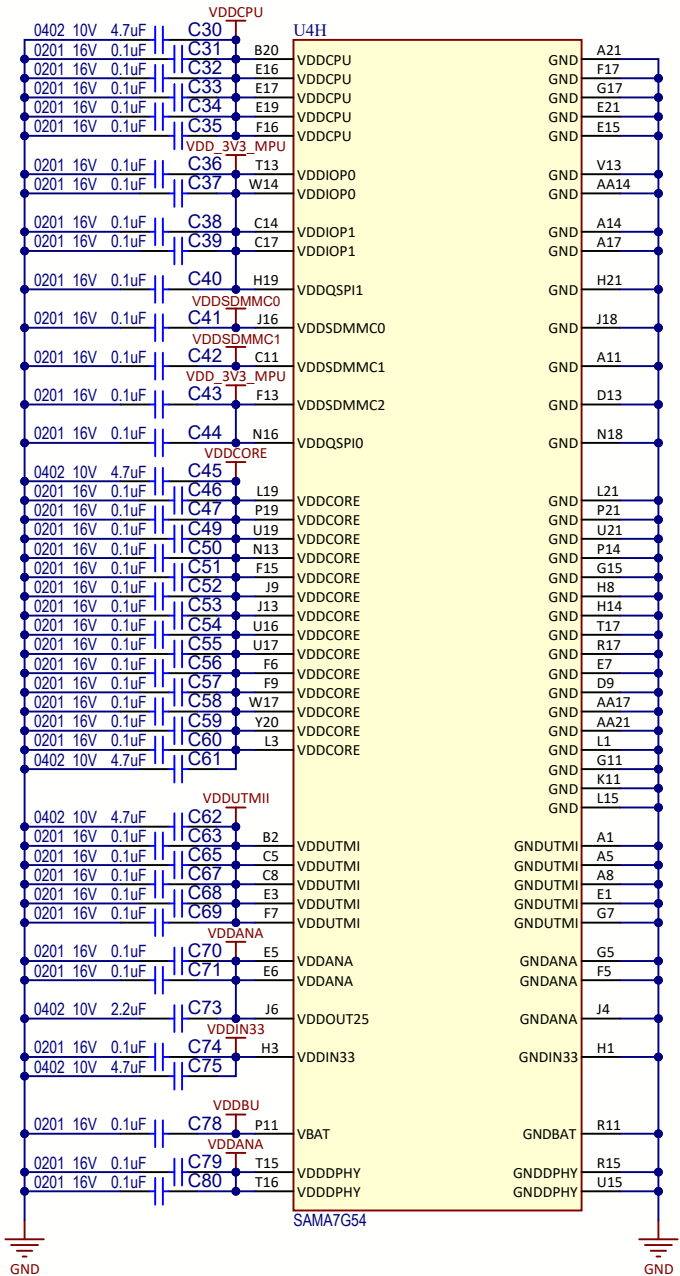 VDDCPU
U4H
0402 10V 4.7uF C30
0201 16V 0.1uF C31 B20 VDDCPU GND A21
0201 16V 0.1uF C32 E16 VDDCPU GND F17
0201 16V 0.1uF C33 E17 VDDCPU GND G17
0201 16V 0.1uF C34 E19 VDDCPU GND E21
0201 16V 0.1uF C35 F16 VDDCPU GND E15
VDD_3V3_MPU
0201 16V 0.1uF C36 T13 VDDIOP0 GND V13
0201 16V 0.1uF C37 W14 VDDIOP0 GND AA14
0201 16V 0.1uF C38 C14 VDDIOP1 GND A14
0201 16V 0.1uF C39 C17 VDDIOP1 GND A17
0201 16V 0.1uF C40 H19 VDDQSPI1 GND H21
VDDSDMMC0
0201 16V 0.1uF C41 J16 VDDSDMMC0 GND J18
VDDSDMMC1
0201 16V 0.1uF C42 C11 VDDSDMMC1 GND A11
VDD_3V3_MPU
0201 16V 0.1uF C43 F13 VDDSDMMC2 GND D13
0201 16V 0.1uF C44 N16 VDDQSPI0 GND N18
VDDCORE
0402 10V 4.7uF C45
0201 16V 0.1uF C46 L19 VDDCORE GND L21
0201 16V 0.1uF C47 P19 VDDCORE GND P21
0201 16V 0.1uF C49 U19 VDDCORE GND U21
0201 16V 0.1uF C50 N13 VDDCORE GND P14
0201 16V 0.1uF C51 F15 VDDCORE GND G15
0201 16V 0.1uF C52 J9 VDDCORE GND H8
0201 16V 0.1uF C53 J13 VDDCORE GND H14
0201 16V 0.1uF C54 U16 VDDCORE GND T17
0201 16V 0.1uF C55 U17 VDDCORE GND R17
0201 16V 0.1uF C56 F6 VDDCORE GND E7
0201 16V 0.1uF C57 F9 VDDCORE GND D9
0201 16V 0.1uF C58 W17 VDDCORE GND AA17
0201 16V 0.1uF C59 Y20 VDDCORE GND AA21
0201 16V 0.1uF C60 L3 VDDCORE GND L1
0402 10V 4.7uF C61 GND G11
GND K11
GND L15
VDDUTMII
0402 10V 4.7uF C62
0201 16V 0.1uF C63 B2 VDDUTMI GNDUTMI A1
0201 16V 0.1uF C65 C5 VDDUTMI GNDUTMI A5
0201 16V 0.1uF C67 C8 VDDUTMI GNDUTMI A8
0201 16V 0.1uF C68 E3 VDDUTMI GNDUTMI E1
0201 16V 0.1uF C69 F7 VDDUTMI GNDUTMI G7
VDDANA
0201 16V 0.1uF C70 E5 VDDANA GNDANA G5
0201 16V 0.1uF C71 E6 VDDANA GNDANA F5
0402 10V 2.2uF C73 J6 VDDOUT25 GNDANA J4
VDDIN33
0201 16V 0.1uF C74 H3 VDDIN33 GNDIN33 H1
0402 10V 4.7uF C75
VDDBU
0201 16V 0.1uF C78 P11 VBAT GNDBAT R11
VDDANA
0201 16V 0.1uF C79 T15 VDDDPHY GNDDPHY R15
0201 16V 0.1uF C80 T16 VDDDPHY GNDDPHY U15
SAMA7G54
GND GND